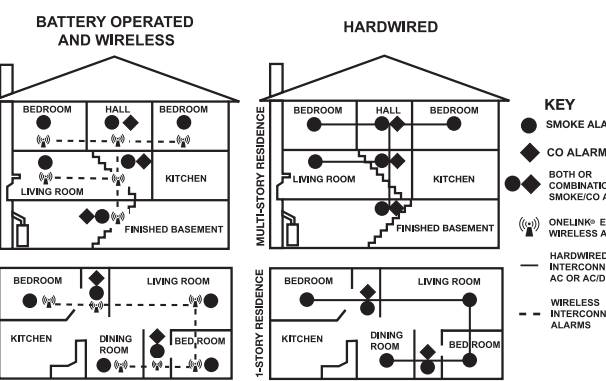 BATTERY OPERATED
AND WIRELESS
HARDWIRED
BEDROOM
HALL
BEDROOM
LIVING ROOM
KITCHEN
FINISHED BASEMENT
MULTI-STORY RESIDENCE
BEDROOM
HALL
BEDROOM
LIVING ROOM
KITCHEN
FINISHED BASEMENT
BEDROOM
LIVING ROOM
KITCHEN
DINING
ROOM
BEDROOM
1-STORY RESIDENCE
BEDROOM
LIVING ROOM
KITCHEN
DINING
ROOM
BEDROOM
KEY
SMOKE ALA
CO ALARM
BOTH OR
COMBINATIO
SMOKE/CO A
ONELINK® E
WIRELESS A
HARDWIRED
INTERCONN
AC OR AC/D
WIRELESS
INTERCONN
ALARMS